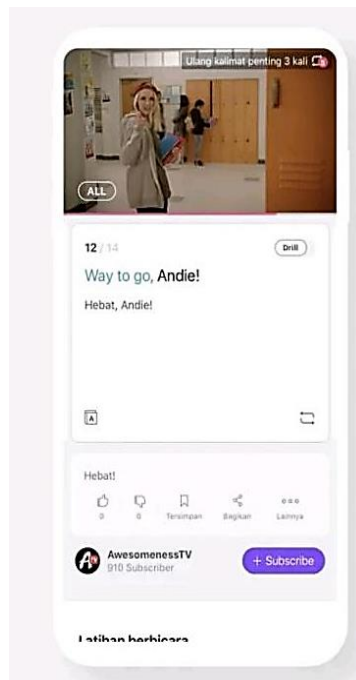 Ulang kalimat penting 3 kali
ALL
12 / 14
Drill
Way to go, Andie!
Hebat, Andie!
A
Hebat!
0
0
Tersimpan
Bagikan
Lainnya
AwesomenessTV
910 Subscriber
+ Subscribe
Latihan berbicara